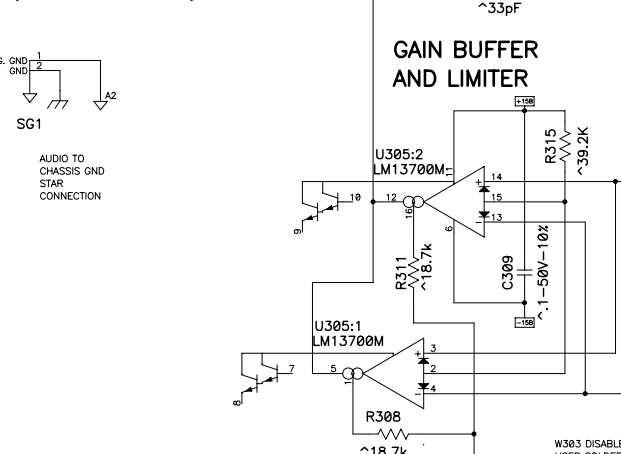 ^33pF
GAIN BUFFER
AND LIMITER
GND 1
GND 2
A2
SG1
AUDIO TO
CHASSIS GND
STAR
CONNECTION
+15B
R315
^39.2K
U305:2
LM13700M
11
14
10
12
16
15
13
9
6
R311
^18.7k
C309
^.1-50V-10%
-15B
U305:1
LM13700M
3
7
5
1
2
4
8
R308
^18.7k
W303 DISABLE